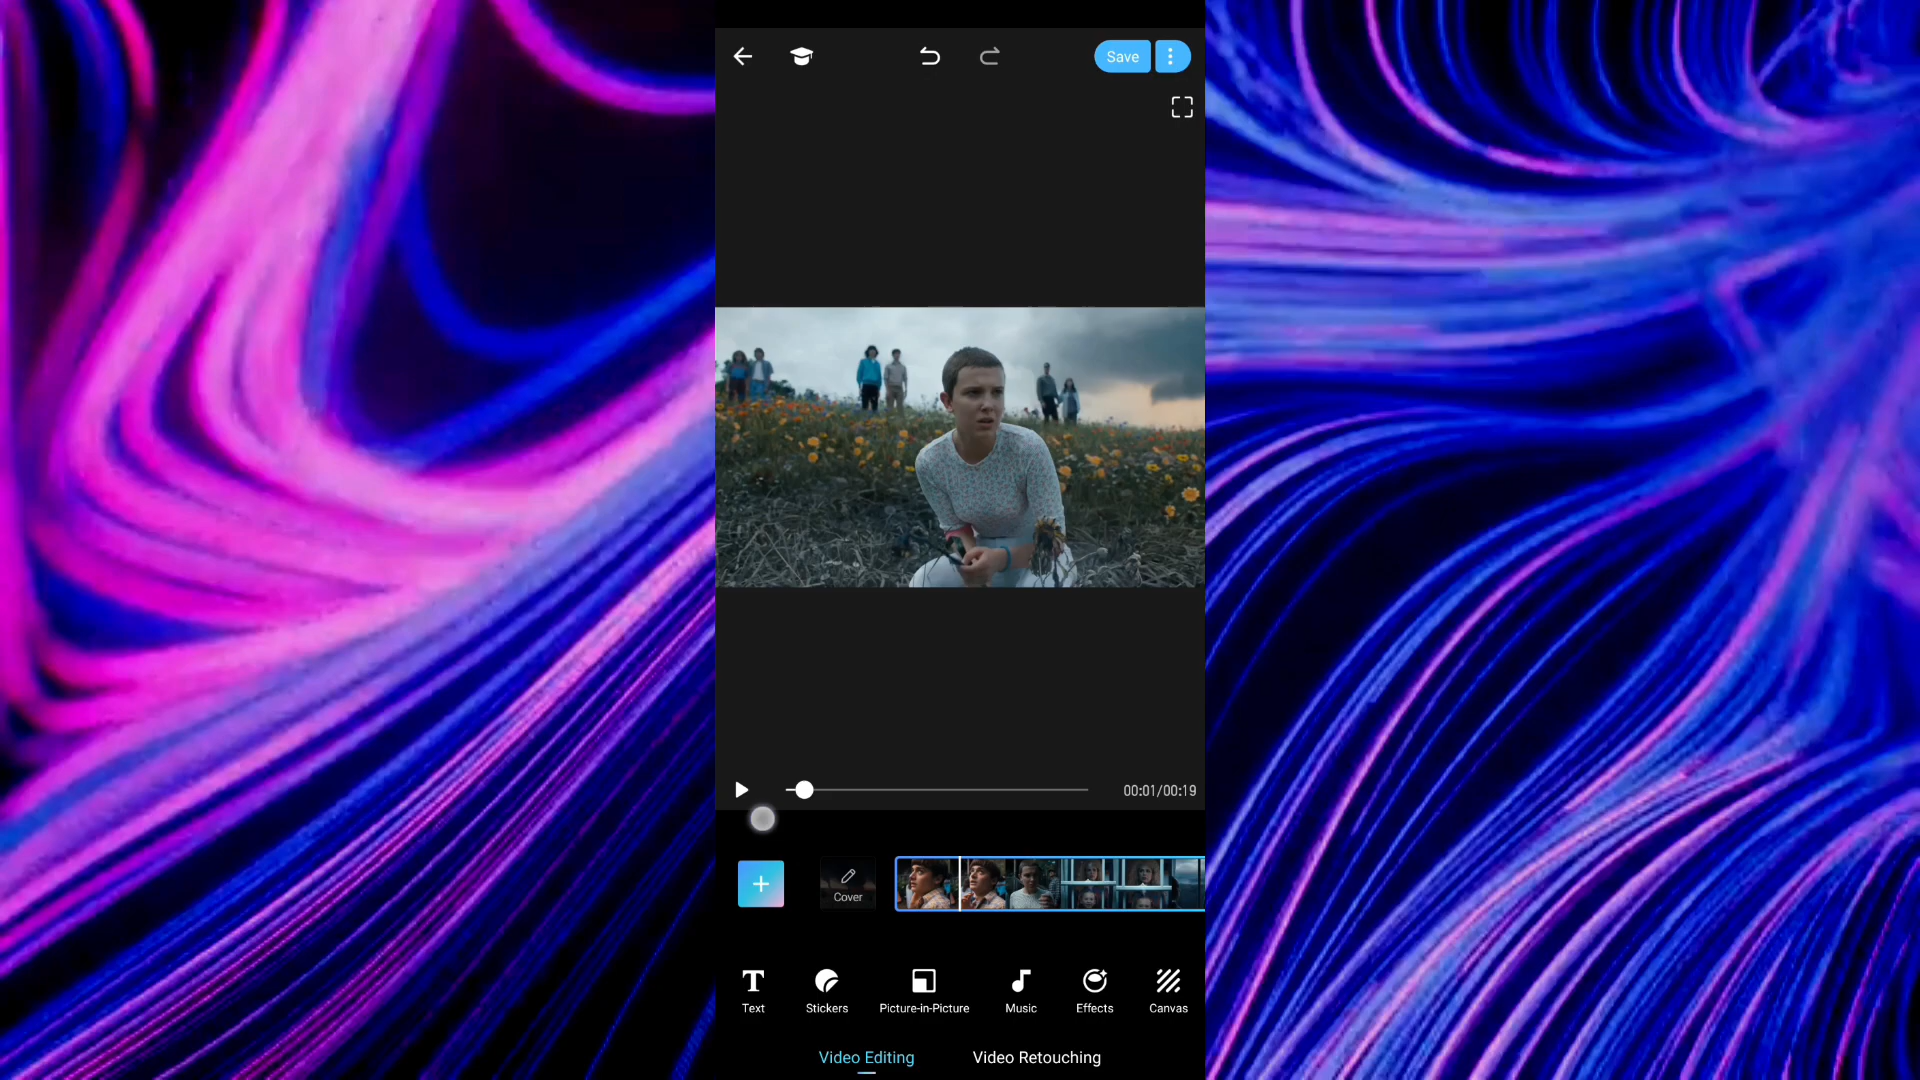 Save
00:01/00:19
Cover
Text
Stickers
Picture-in-Picture
Music
Effects
Canvas
Video Editing
Video Retouching